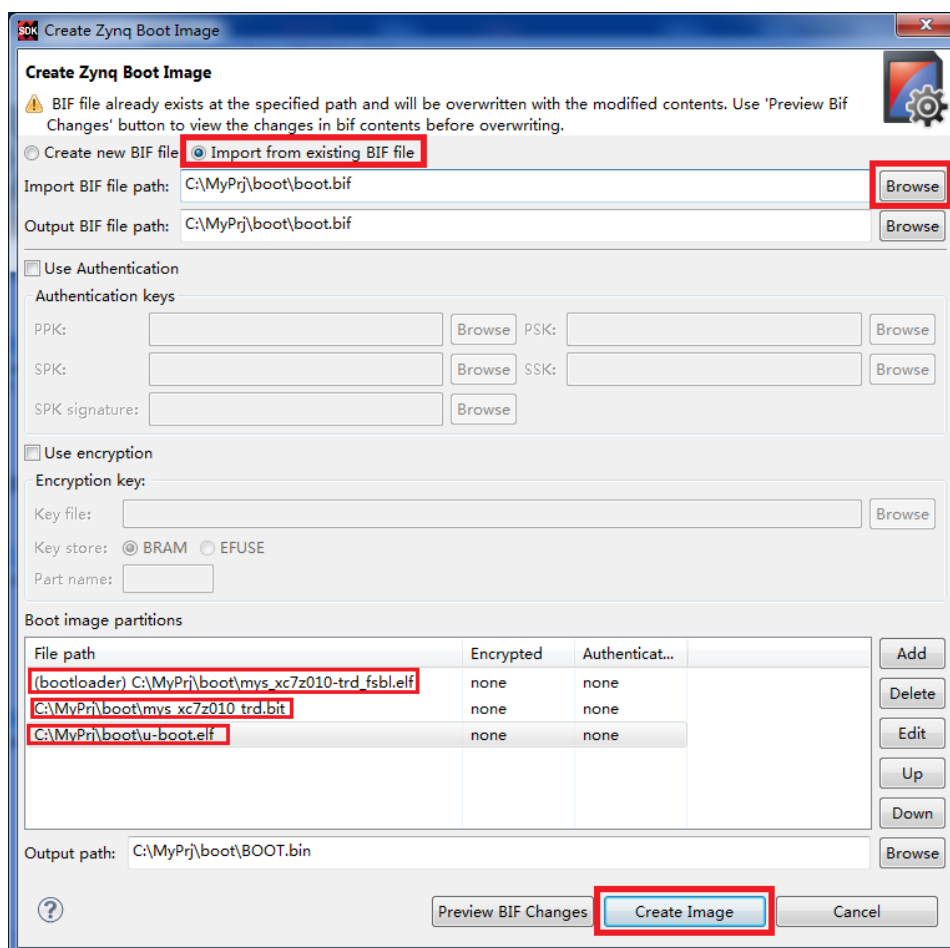 SDK Create Zynq Boot Image
Create Zynq Boot Image
BIF file already exists at the specified path and will be overwritten with the modified contents. Use 'Preview Bif
Changes' button to view the changes in bif contents before overwriting.
Create new BIF file Import from existing BIF file
Import BIF file path: C:\MyPrj\boot\boot.bif Browse
Output BIF file path: C:\MyPrj\boot\boot.bif Browse
Use Authentication
Authentication keys
PPK: Browse PSK: Browse
SPK: Browse SSK: Browse
SPK signature: Browse
Use encryption
Encryption key:
Key file: Browse
Key store: BRAM EFUSE
Part name:
Boot image partitions
File path Encrypted Authenticat... Add
(bootloader) C:\MyPrj\boot\mys_xc7z010-trd_fsbl.elf none none Delete
C:\MyPrj\boot\mys_xc7z010_trd.bit none none
C:\MyPrj\boot\u-boot.elf none none Edit
Up
Down
Output path: C:\MyPrj\boot\BOOT.bin Browse
? Preview BIF Changes Create Image Cancel